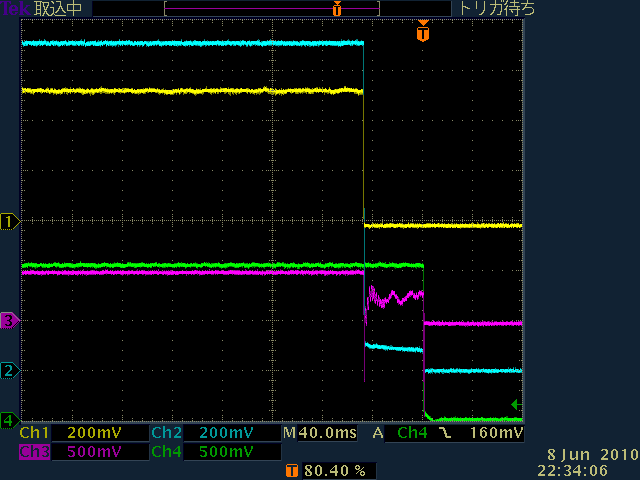 Tek 取込中 T トリガ待ち
T
1
3
2
4
Ch1 200mV Ch2 200mV M 40.0ms A Ch4 160mV
Ch3 500mV Ch4 500mV
8 Jun 2010
T 80.40 % 22:34:06